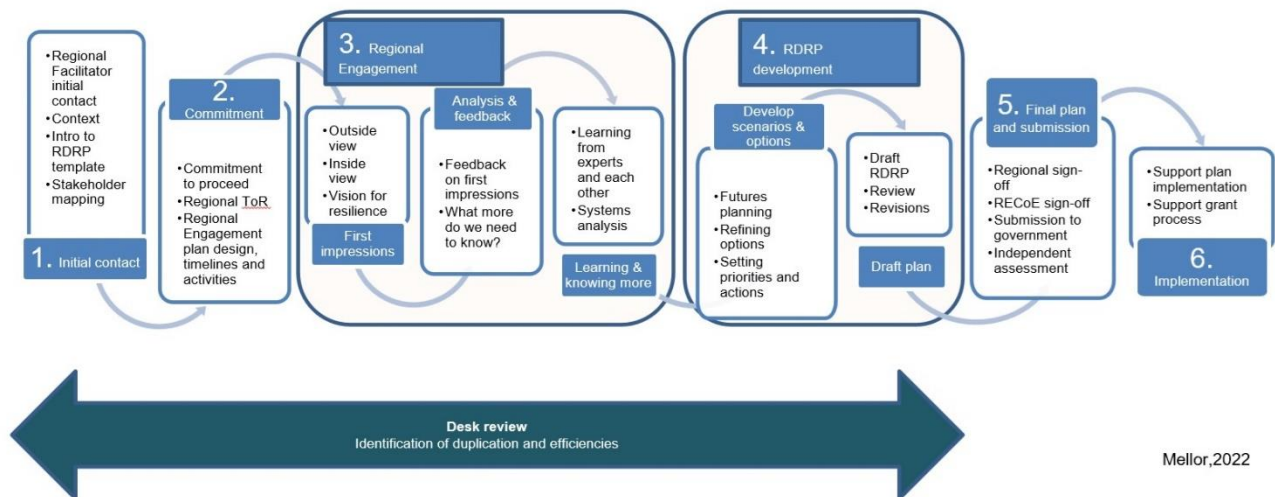 •Regional
Facilitator
initial
contact
•Context
•Intro to
RDRP
template
•Stakeholder
mapping
1. Initial contact
2.
Commitment
•Commitment
to proceed
•Regional ToR
•Regional
Engagement
plan design,
timelines and
activities
3. Regional
Engagement
•Outside
view
•Inside
view
•Vision for
resilience
First
impressions
Analysis &
feedback
•Feedback
on first
impressions
•What more
do we need
to know?
•Learning
from
experts
and each
other
•Systems
analysis
Learning &
knowing more
4. RDRP
development
Develop
scenarios &
options
•Futures
planning
•Refining
options
•Setting
priorities and
actions
•Draft
RDRP
•Review
•Revisions
Draft plan
5. Final plan
and submission
•Regional sign-
off
•RECoE sign-off
•Submission to
government
•Independent
assessment
•Support plan
implementation
•Support grant
process
6.
Implementation
Desk review
Identification of duplication and efficiencies
Mellor,2022